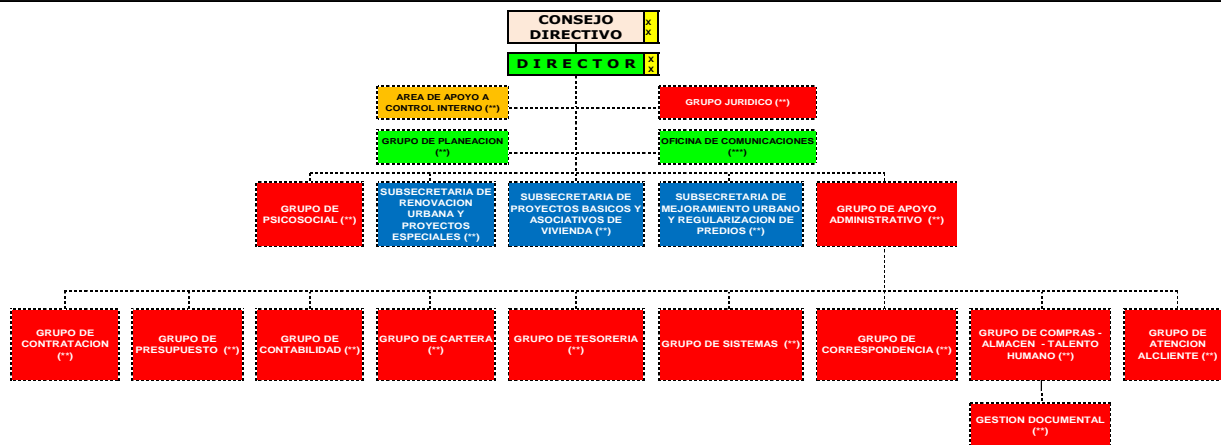 CONSEJO
DIRECTIVO
x
x
D I R E C T O R
x
x
AREA DE APOYO A
CONTROL INTERNO (**)
GRUPO JURIDICO (**)
GRUPO DE PLANEACION
(**)
OFICINA DE COMUNICACIONES
(***)
GRUPO DE
PSICOSOCIAL (**)
SUBSECRETARIA DE
RENOVACION
URBANA Y
PROYECTOS
ESPECIALES (**)
SUBSECRETARIA DE
PROYECTOS BASICOS Y
ASOCIATIVOS DE
VIVIENDA (**)
SUBSECRETARIA DE
MEJORAMIENTO URBANO
Y REGULARIZACION DE
PREDIOS (**)
GRUPO DE APOYO
ADMINISTRATIVO (**)
GRUPO DE
CONTRATACION
(**)
GRUPO DE
PRESUPUESTO (**)
GRUPO DE
CONTABILIDAD (**)
GRUPO DE CARTERA
(**)
GRUPO DE TESORERIA
(**)
GRUPO DE SISTEMAS (**)
GRUPO DE
CORRESPONDENCIA (**)
GRUPO DE COMPRAS -
ALMACEN - TALENTO
HUMANO (**)
GRUPO DE
ATENCION
ALCLIENTE (**)
GESTION DOCUMENTAL
(**)